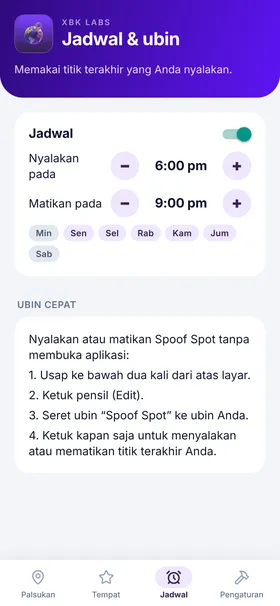 XBK LABS
Jadwal & ubin
Memakai titik terakhir yang Anda nyalakan.
Jadwal
Nyalakan
pada
− 6:00 pm +
Matikan pada
− 9:00 pm +
Min Sen Sel Rab Kam Jum
Sab
UBIN CEPAT
Nyalakan atau matikan Spoof Spot tanpa
membuka aplikasi:
1. Usap ke bawah dua kali dari atas layar.
2. Ketuk pensil (Edit).
3. Seret ubin “Spoof Spot” ke ubin Anda.
4. Ketuk kapan saja untuk menyalakan
atau mematikan titik terakhir Anda.
Palsukan Tempat Jadwal Pengaturan